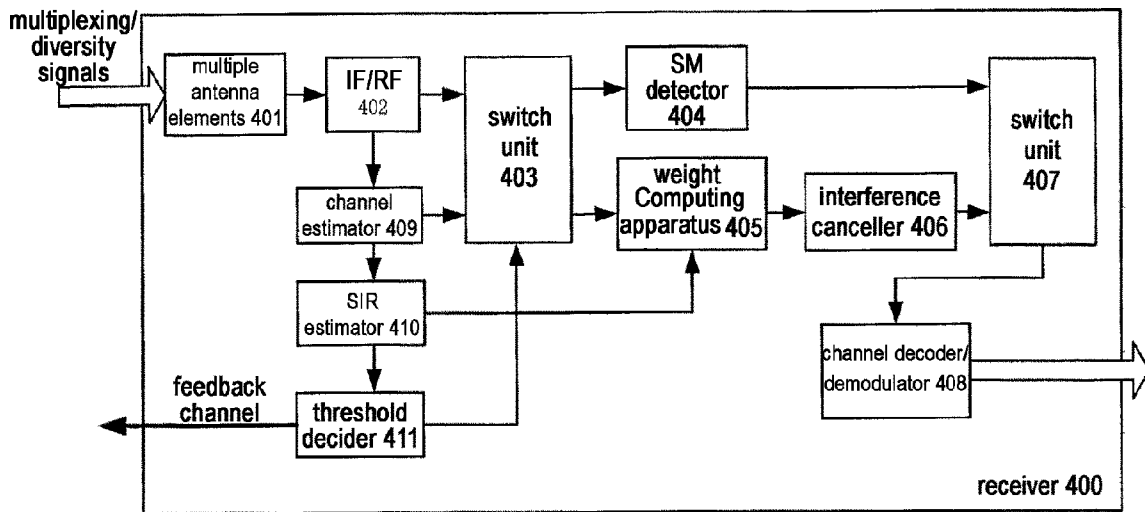 multiplexing/
diversity
signals
multiple
antenna
elements 401
IF/RF
402
switch
unit
403
SM
detector
404
switch
unit
407
channel
estimator 409
weight
Computing
apparatus 405
interference
canceller 406
SIR
estimator 410
channel decoder/
demodulator 408
feedback
channel
threshold
decider 411
receiver 400